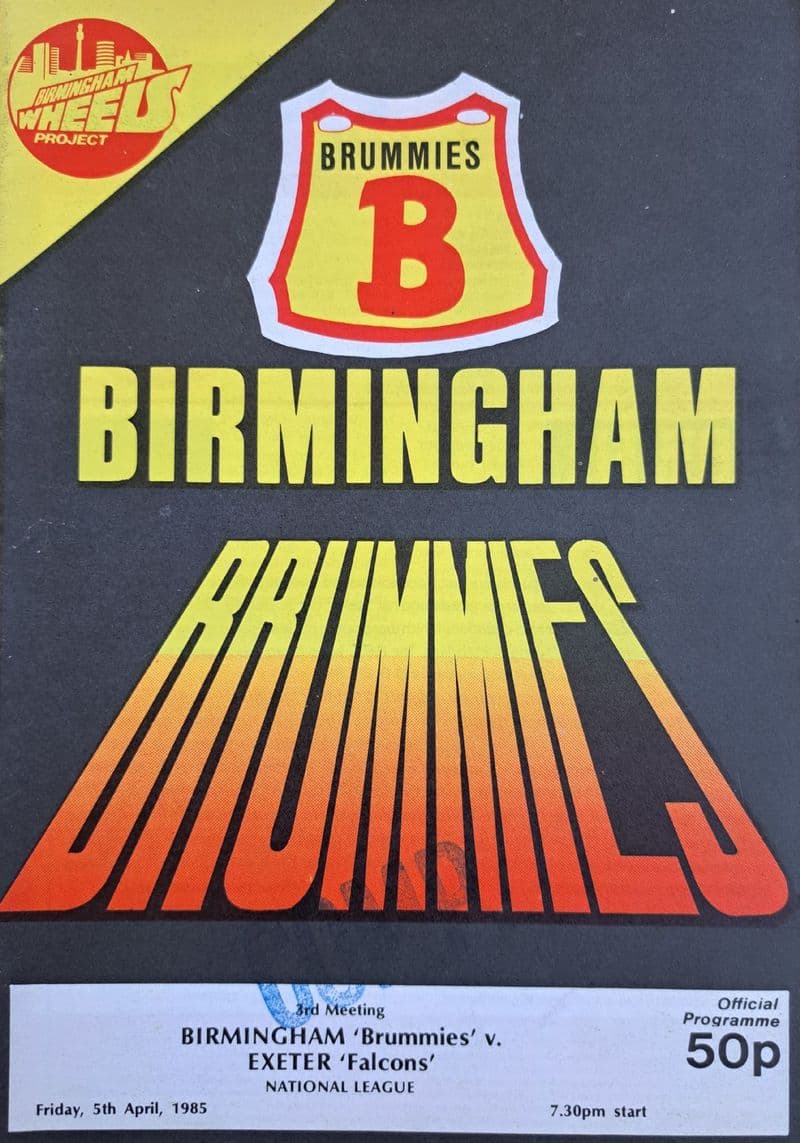 BIRMINGHAM
WHEELS
PROJECT
BRUMMIES
B
BIRMINGHAM
BRUMMIES
3rd Meeting
BIRMINGHAM ‘Brummies’ v.
EXETER ‘Falcons’
NATIONAL LEAGUE
Friday, 5th April, 1985
7.30pm start
Official
Programme
50p